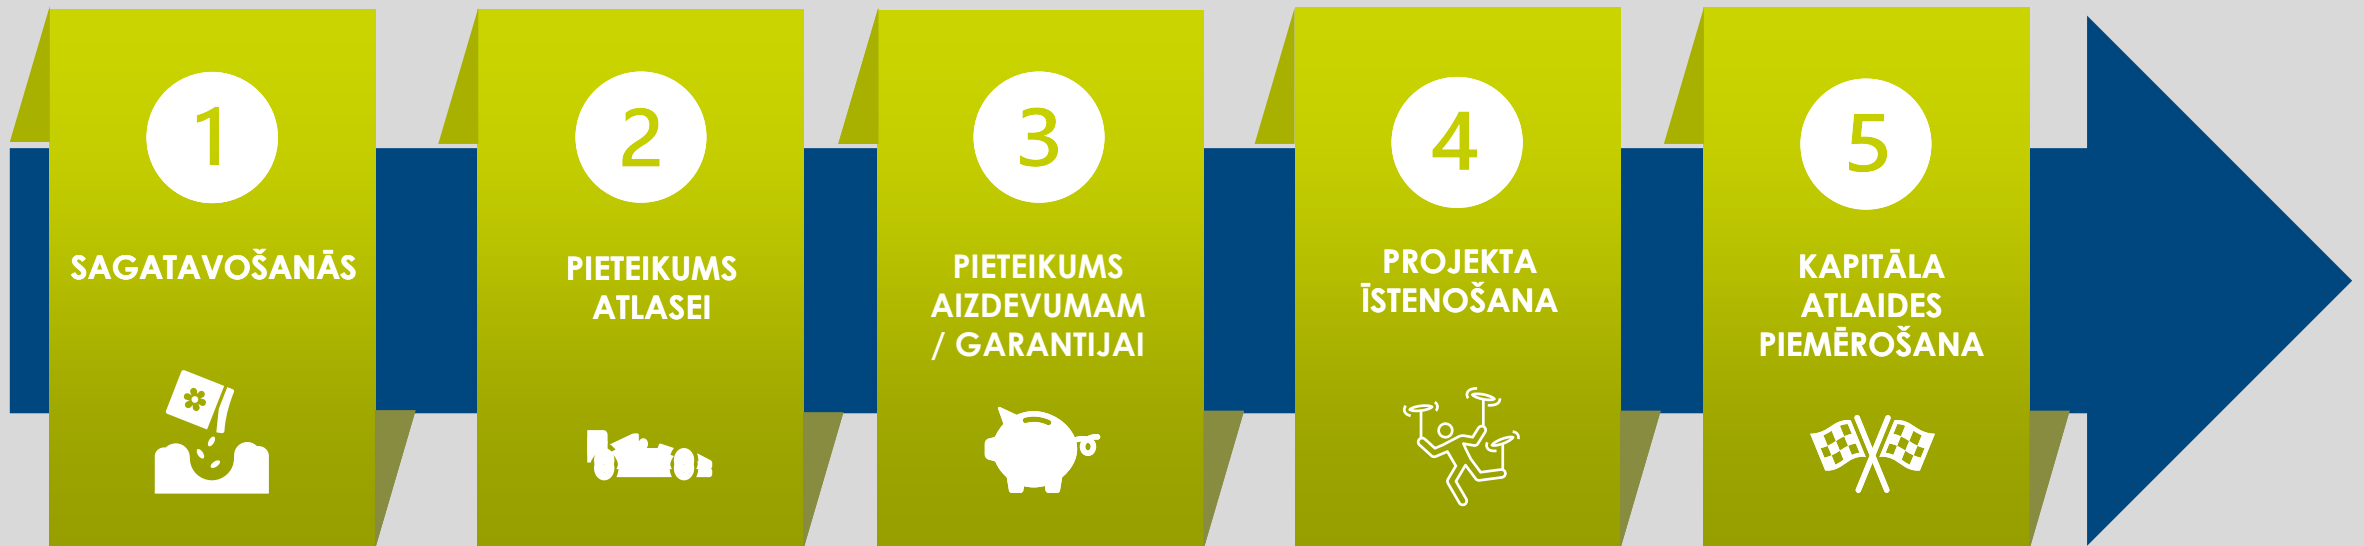 1
SAGATAVOŠANĀS
2
PIETEIKUMS
ATLASEI
3
PIETEIKUMS
AIZDEVUMAM
/ GARANTIJAI
4
PROJEKTA
ĪSTENOŠANA
5
KAPITĀLA
ATLAIDES
PIEMĒROŠANA